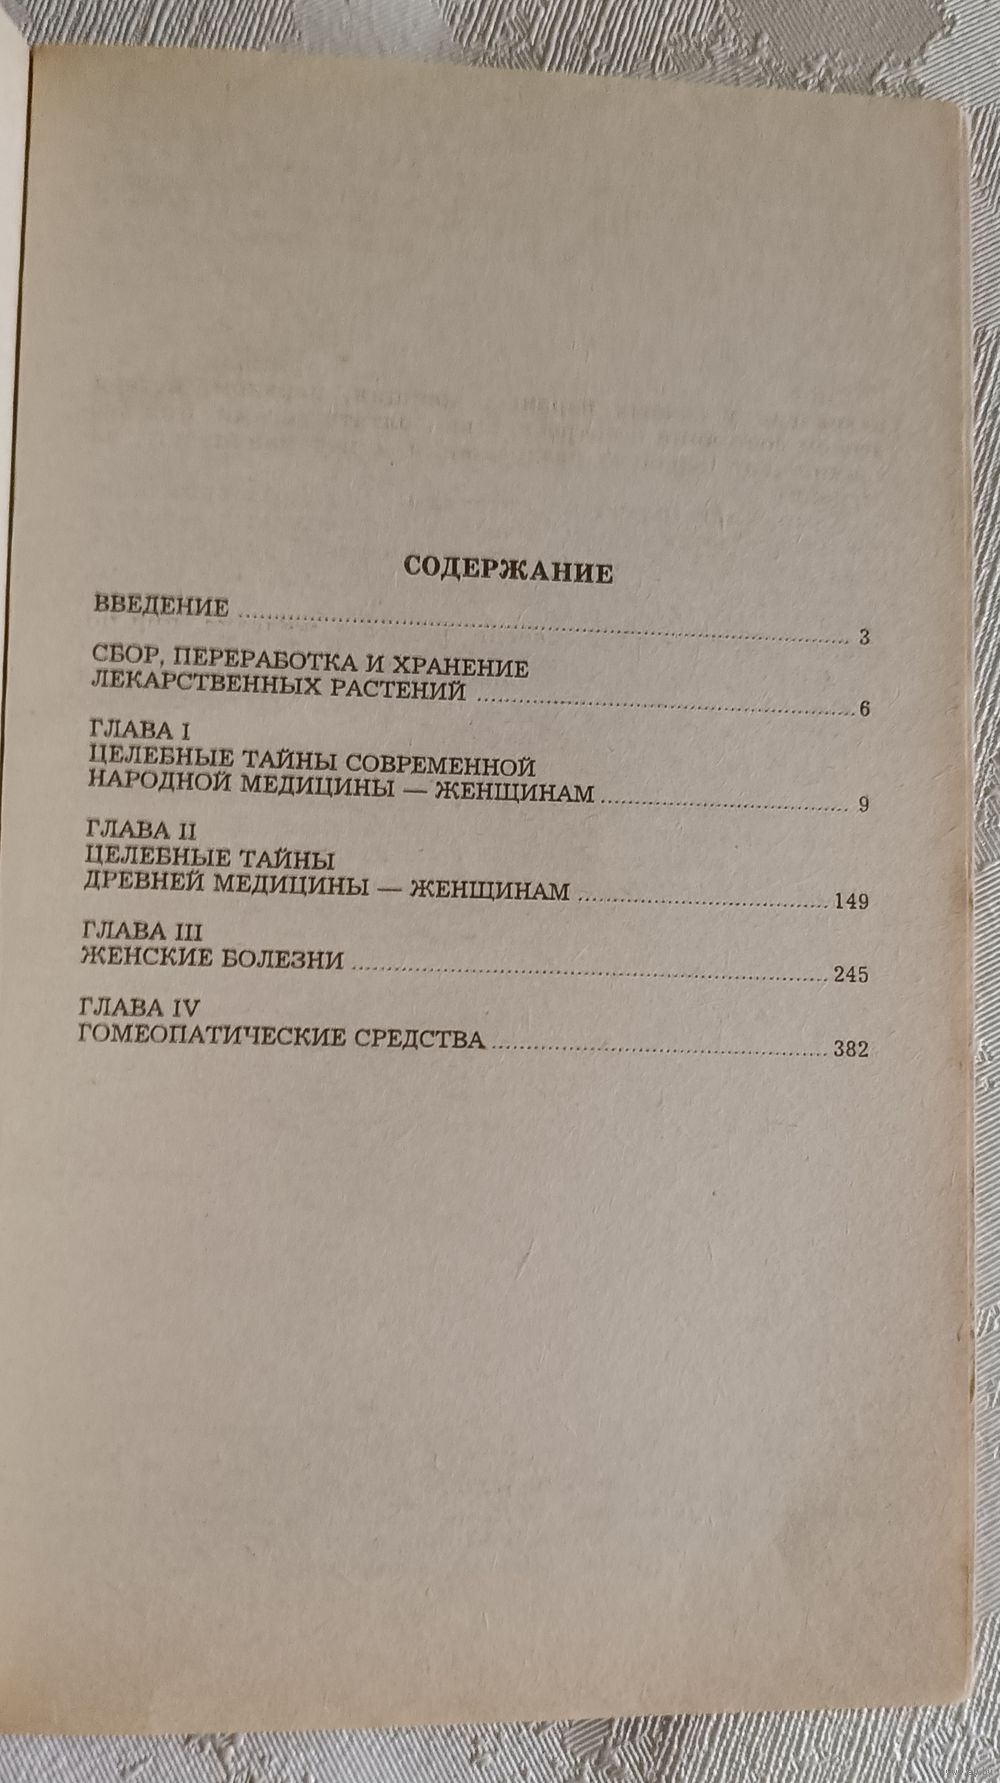 СОДЕРЖАНИЕ
ВВЕДЕНИЕ ........ 3
СБОР, ПЕРЕРАБОТКА И ХРАНЕНИЕ
ЛЕКАРСТВЕННЫХ РАСТЕНИЙ ........ 6
ГЛАВА I
ЦЕЛЕБНЫЕ ТАЙНЫ СОВРЕМЕННОЙ
НАРОДНОЙ МЕДИЦИНЫ — ЖЕНЩИНАМ ........ 9
ГЛАВА II
ЦЕЛЕБНЫЕ ТАЙНЫ
ДРЕВНЕЙ МЕДИЦИНЫ — ЖЕНЩИНАМ ........ 149
ГЛАВА III
ЖЕНСКИЕ БОЛЕЗНИ ........ 245
ГЛАВА IV
ГОМЕОПАТИЧЕСКИЕ СРЕДСТВА ........ 382